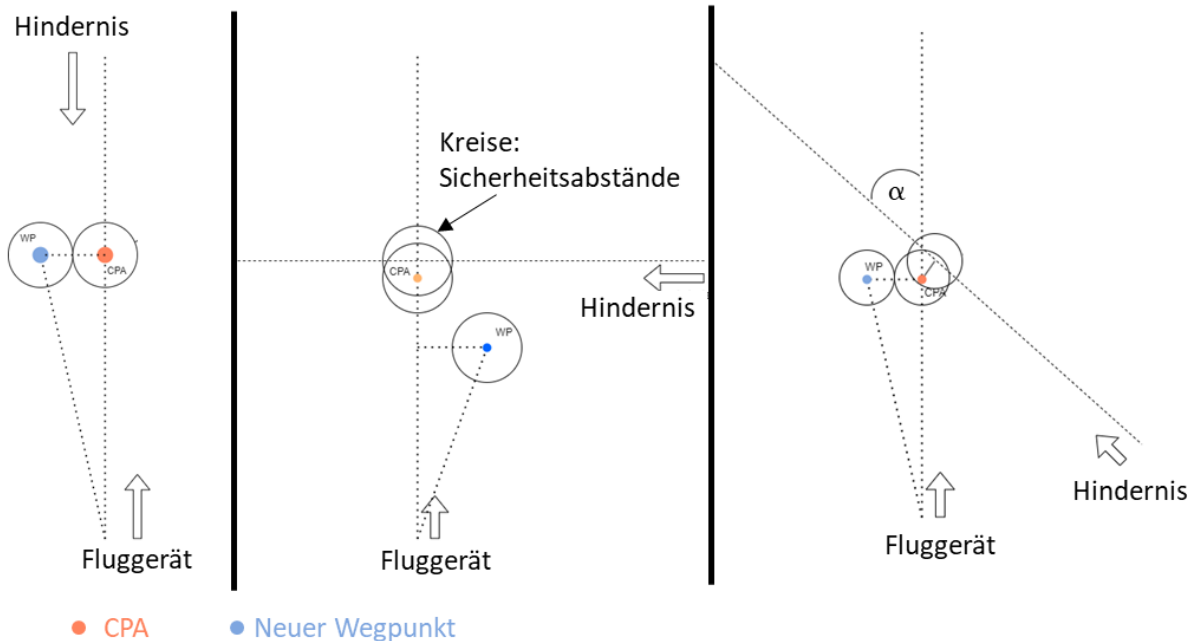 Hindernis
WP
CPA
Fluggerät
Kreise:
Sicherheitsabstände
CPA
Hindernis
WP
Fluggerät
α
WP
CPA
Hindernis
Fluggerät
CPA
Neuer Wegpunkt